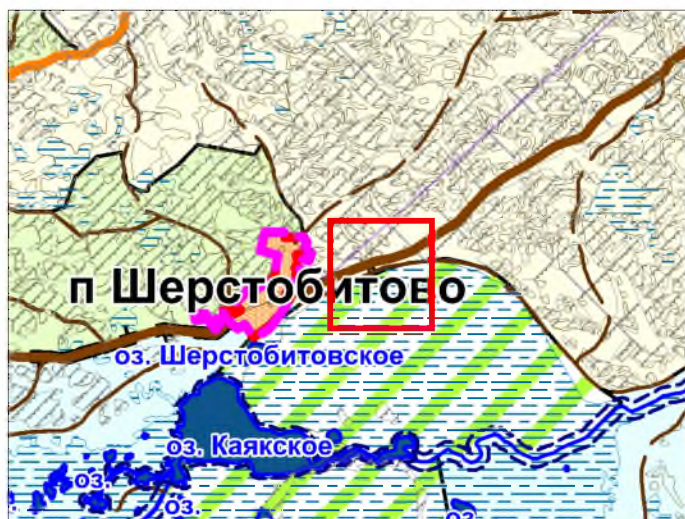 п Шерстобитово
оз. Шерстобитовское
оз. Каякское
оз.
оз.
оз